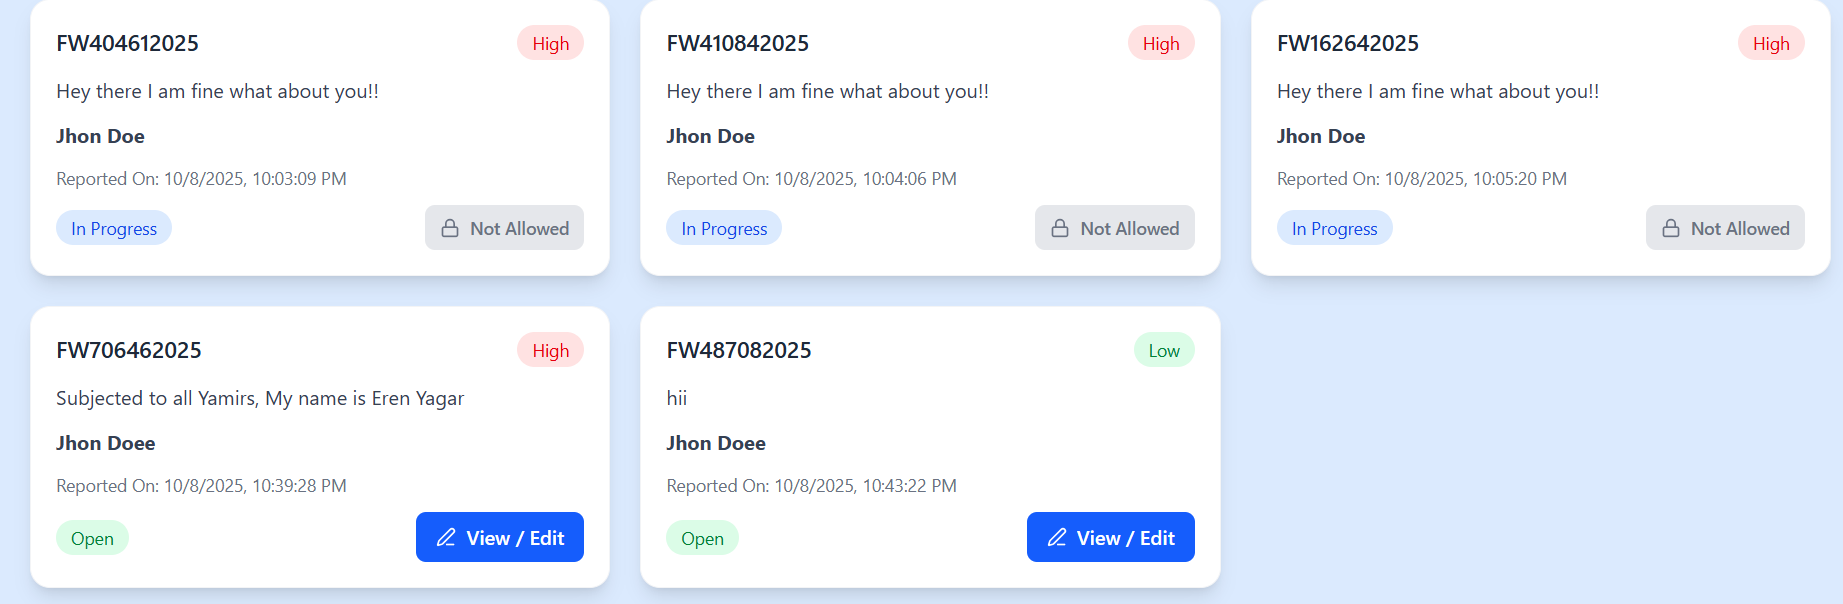 FW404612025
High
Hey there I am fine what about you!!
Jhon Doe
Reported On: 10/8/2025, 10:03:09 PM
In Progress
Not Allowed
FW410842025
High
Hey there I am fine what about you!!
Jhon Doe
Reported On: 10/8/2025, 10:04:06 PM
In Progress
Not Allowed
FW162642025
High
Hey there I am fine what about you!!
Jhon Doe
Reported On: 10/8/2025, 10:05:20 PM
In Progress
Not Allowed
FW706462025
High
Subjected to all Yamirs, My name is Eren Yagar
Jhon Doee
Reported On: 10/8/2025, 10:39:28 PM
Open
View / Edit
FW487082025
Low
hii
Jhon Doee
Reported On: 10/8/2025, 10:43:22 PM
Open
View / Edit